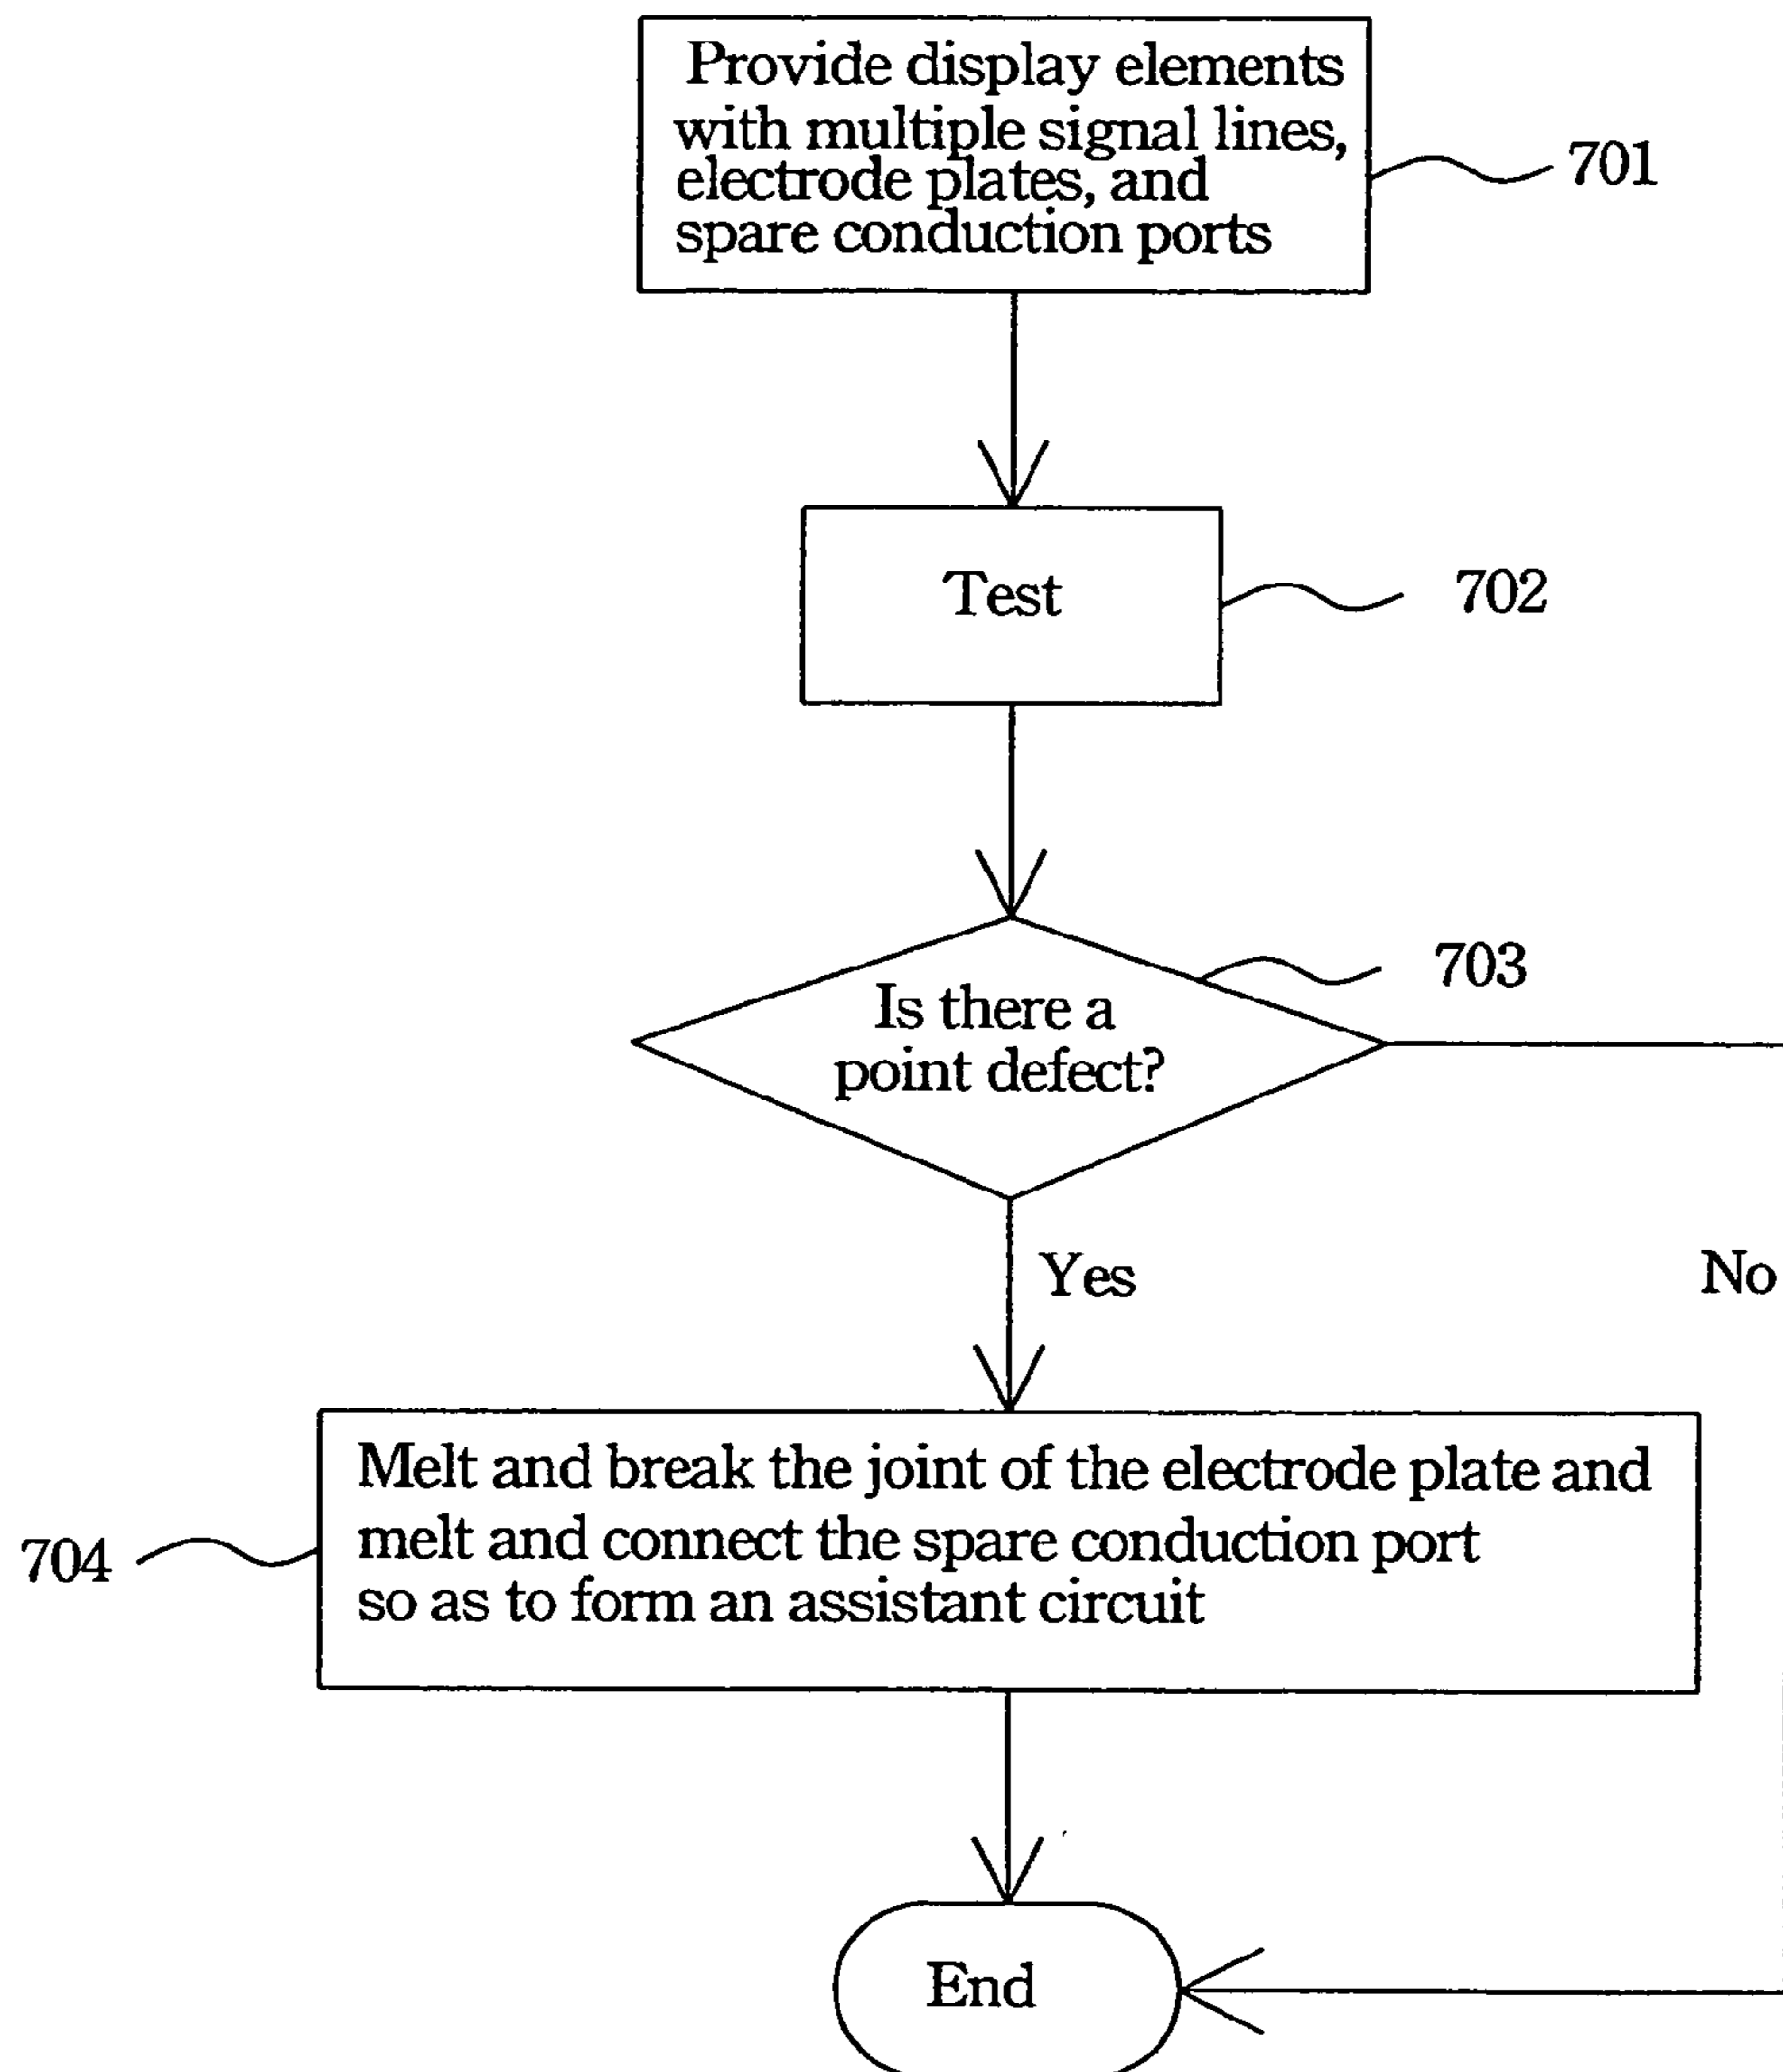 Provide display elements
with multiple signal lines,
electrode plates, and
spare conduction ports
701
Test
702
703
Is there a
point defect?
Yes
No
Melt and break the joint of the electrode plate and
melt and connect the spare conduction port
so as to form an assistant circuit
704
End